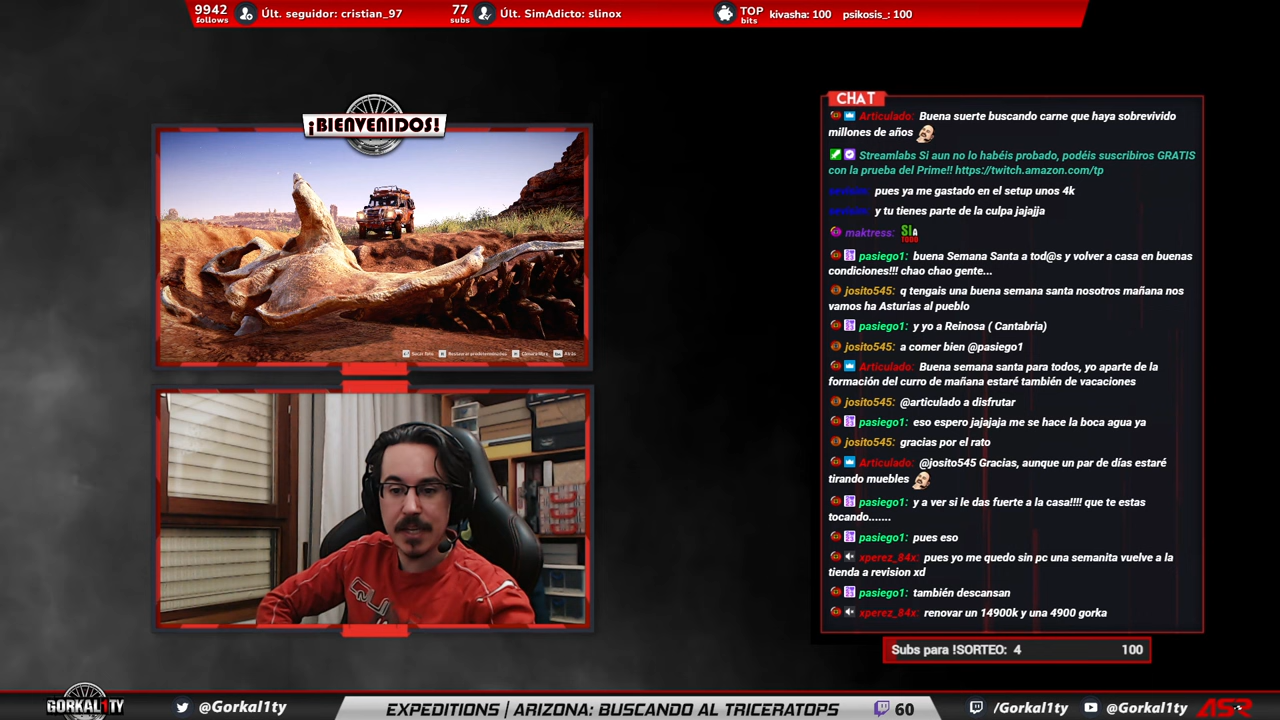 9942
follows
Últ. seguidor: cristian_97
77
subs
Últ. SimAdicto: slinox
TOP
bits
kivasha: 100 psikosis_: 100
¡BIENVENIDOS!
CHAT
Articulado: Buena suerte buscando carne que haya sobrevivido
millones de años
Streamlabs Si aun no lo habéis probado, podéis suscribiros GRATIS
con la prueba del Prime!! https://twitch.amazon.com/tp
pues ya me gastado en el setup unos 4k
y tu tienes parte de la culpa jajajja
maktress: SIA
TODO
pasiego1: buena Semana Santa a tod@s y volver a casa en buenas
condiciones!!! chao chao gente...
josito545: q tengais una buena semana santa nosotros mañana nos
vamos ha Asturias al pueblo
pasiego1: y yo a Reinosa ( Cantabria)
josito545: a comer bien @pasiego1
Articulado: Buena semana santa para todos, yo aparte de la
formación del curro de mañana estaré también de vacaciones
josito545: @articulado a disfrutar
pasiego1: eso espero jajajaja me se hace la boca agua ya
josito545: gracias por el rato
Articulado: @josito545 Gracias, aunque un par de días estaré
tirando muebles
pasiego1: y a ver si le das fuerte a la casa!!!! que te estas
tocando.......
pasiego1: pues eso
xperez_84x: pues yo me quedo sin pc una semanita vuelve a la
tienda a revision xd
pasiego1: también descansan
xperez_84x: renovar un 14900k y una 4900 gorka
Subs para !SORTEO: 4 100
GORKAL1TY
@Gorkal1ty
EXPEDITIONS | ARIZONA: BUSCANDO AL TRICERATOPS
60
/Gorkal1ty
@Gorkal1ty
ASR